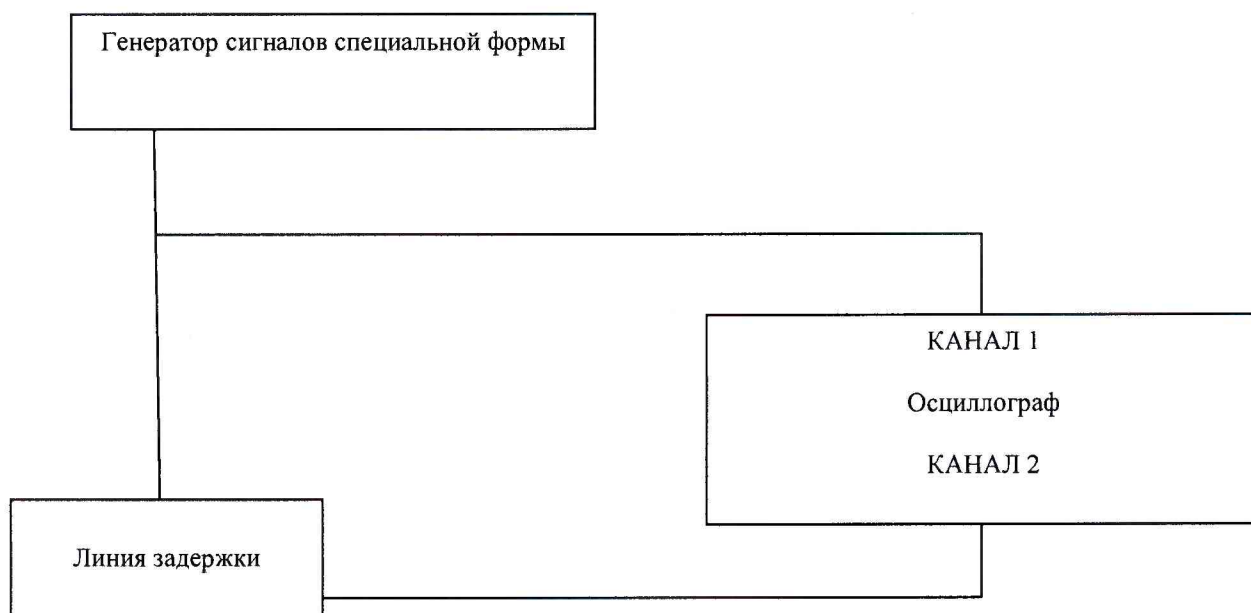 Генератор сигналов специальной формы
КАНАЛ 1
Осциллограф
КАНАЛ 2
Линия задержки